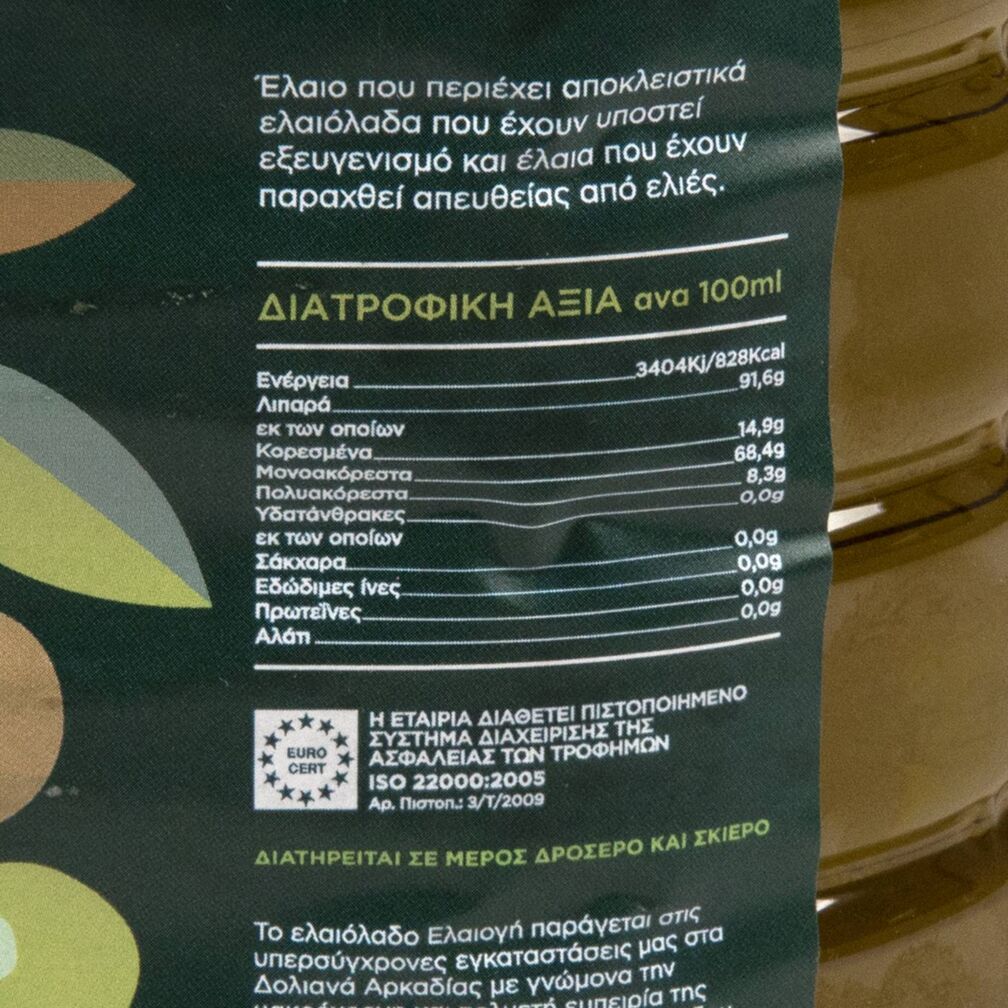 Έλαιο που περιέχει αποκλειστικά
ελαιόλαδα που έχουν υποστεί
εξευγενισμό και έλαια που έχουν
παραχθεί απευθείας από ελιές.
ΔΙΑΤΡΟΦΙΚΗ ΑΞΙΑ ανα 100ml
Ενέργεια 3404Kj/828Kcal
Λιπαρά 91,6g
εκ των οποίων
Κορεσμένα 14,9g
Μονοακόρεστα 68,4g
Πολυακόρεστα 8,3g
Υδατάνθρακες 0,0g
εκ των οποίων
Σάκχαρα 0,0g
Εδώδιμες ίνες 0,0g
Πρωτεΐνες 0,0g
Αλάτι 0,0g
EURO
CERT
Η ΕΤΑΙΡΙΑ ΔΙΑΘΕΤΕΙ ΠΙΣΤΟΠΟΙΗΜΕΝΟ
ΣΥΣΤΗΜΑ ΔΙΑΧΕΙΡΙΣΗΣ ΤΗΣ
ΑΣΦΑΛΕΙΑΣ ΤΩΝ ΤΡΟΦΗΜΩΝ
ISO 22000:2005
Αρ. Πιστοπ.: 3/Τ/2009
ΔΙΑΤΗΡΕΙΤΑΙ ΣΕ ΜΕΡΟΣ ΔΡΟΣΕΡΟ ΚΑΙ ΣΚΙΕΡΟ
Το ελαιόλαδο Ελαιογή παράγεται στις
υπερσύγχρονες εγκαταστάσεις μας στα
Δολιανά Αρκαδίας με γνώμονα την
εμπειρία της